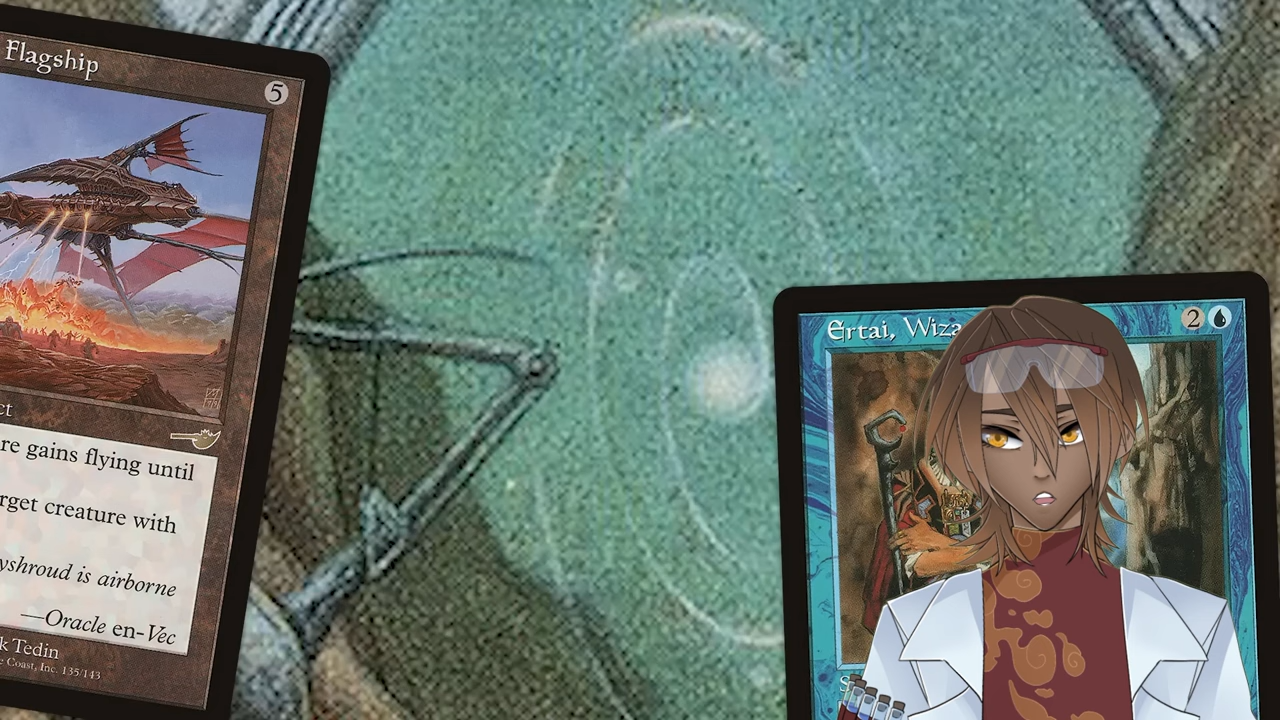 Flagship
5
ct
re gains flying until
rget creature with
yshroud is airborne
—Oracle en-Vec
k Tedin
e Coast, Inc. 135/143
Ertai, Wiza
2
S